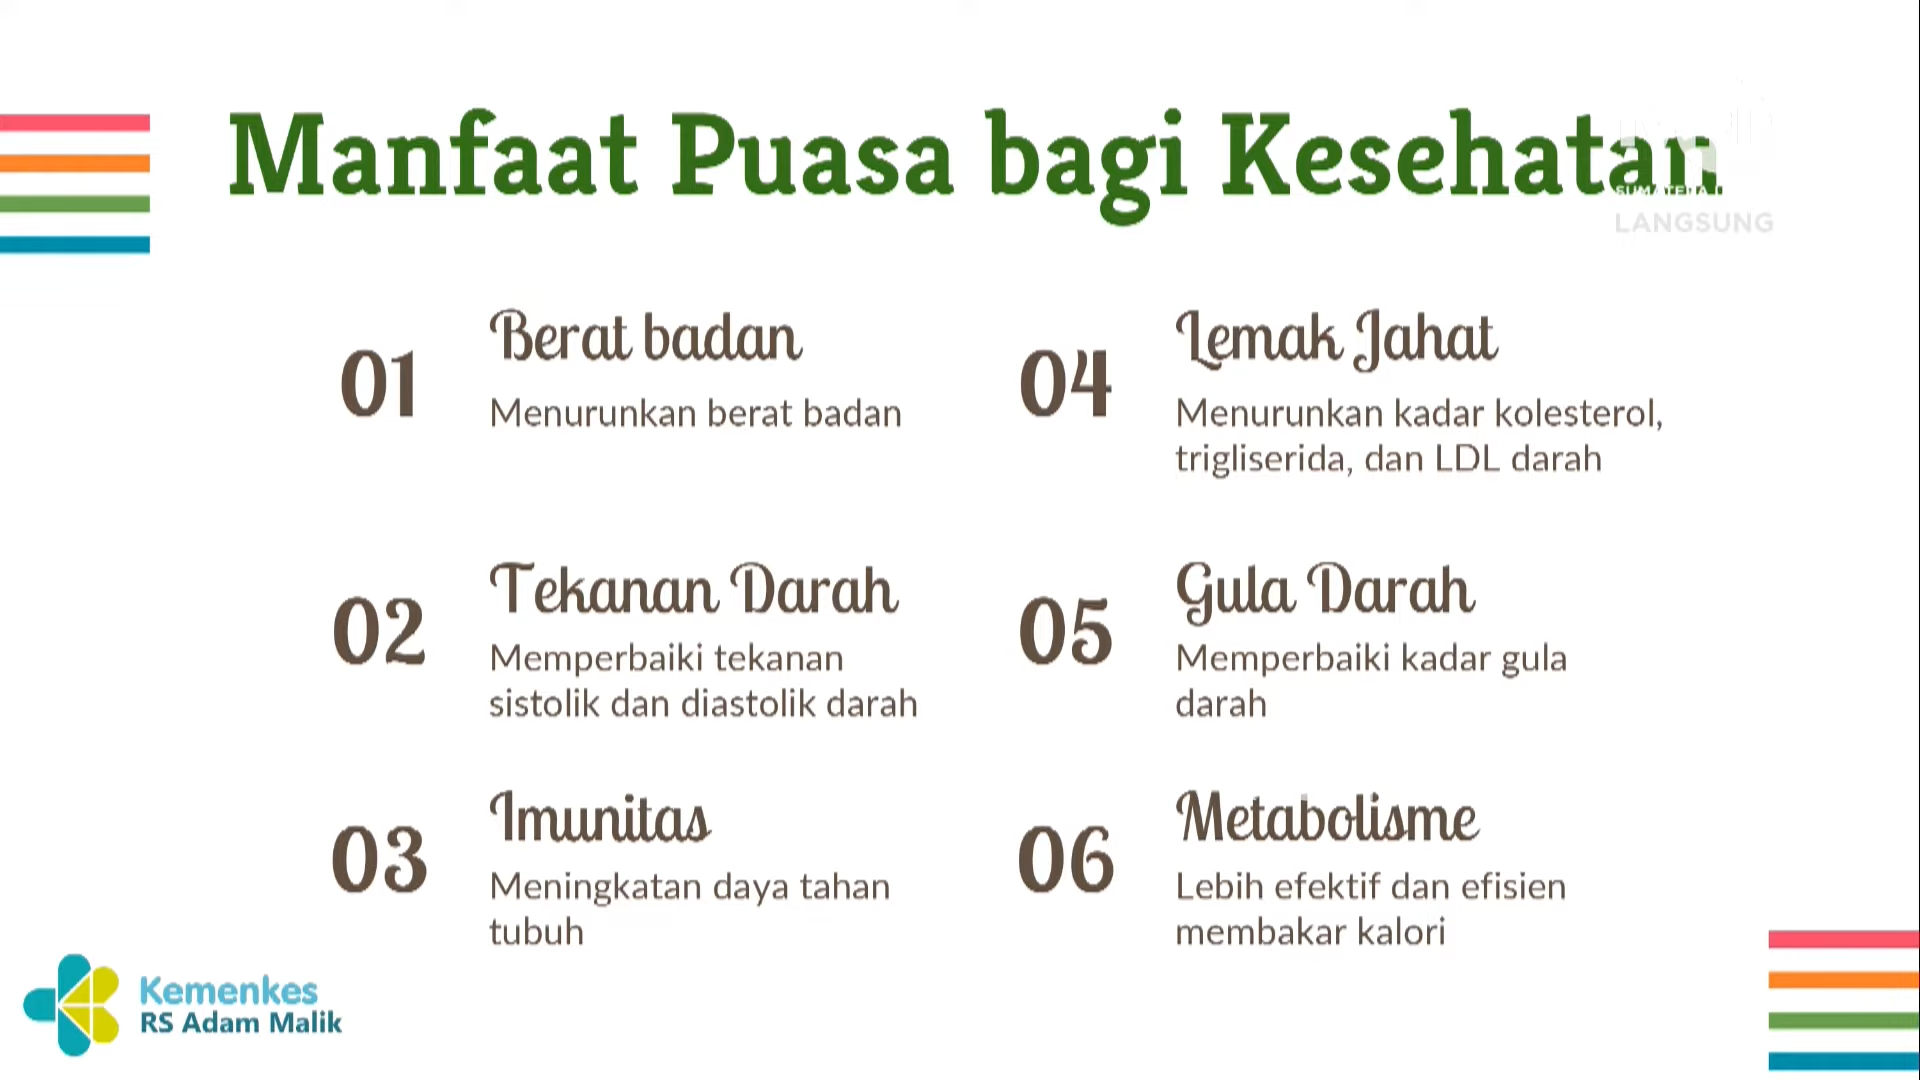 Manfaat Puasa bagi Kesehatan
SUMATERA
LANGSUNG
01
Berat badan
Menurunkan berat badan
02
Tekanan Darah
Memperbaiki tekanan
sistolik dan diastolik darah
03
Imunitas
Meningkatan daya tahan
tubuh
04
Lemak Jahat
Menurunkan kadar kolesterol,
trigliserida, dan LDL darah
05
Gula Darah
Memperbaiki kadar gula
darah
06
Metabolisme
Lebih efektif dan efisien
membakar kalori
Kemenkes
RS Adam Malik